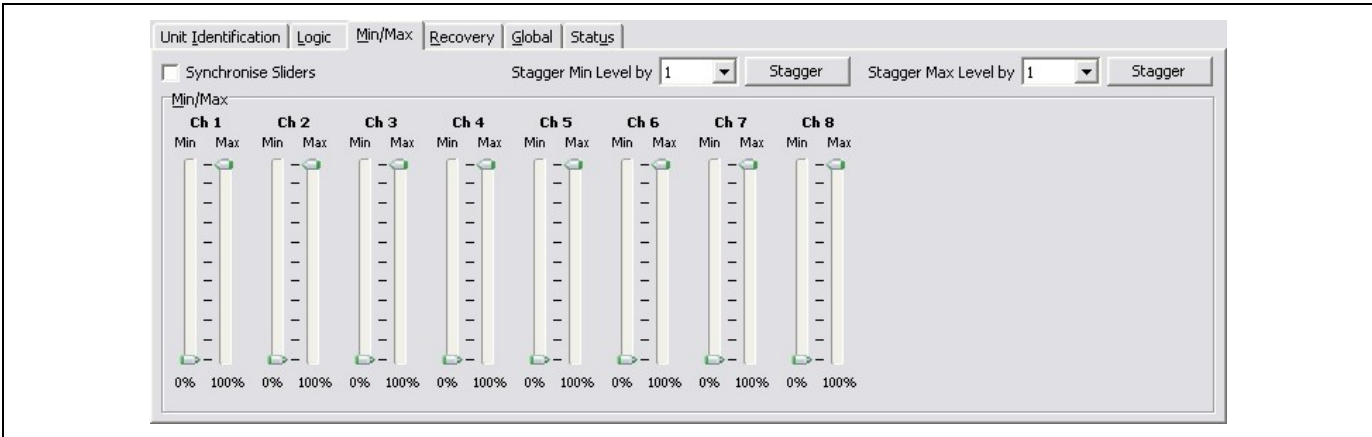 Unit Identification Logic Min/Max Recovery Global Status
Synchronise Sliders Stagger Min Level by 1 Stagger Stagger Max Level by 1 Stagger
Min/Max
Ch 1 Ch 2 Ch 3 Ch 4 Ch 5 Ch 6 Ch 7 Ch 8
Min Max Min Max Min Max Min Max Min Max Min Max Min Max Min Max
0% 100% 0% 100% 0% 100% 0% 100% 0% 100% 0% 100% 0% 100% 0% 100%